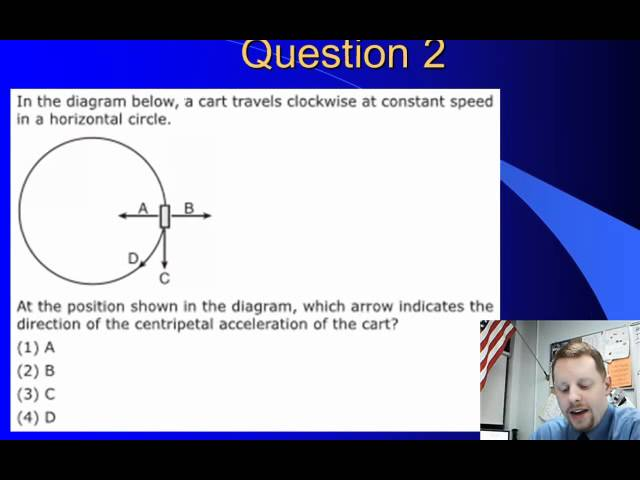 Question 2
In the diagram below, a cart travels clockwise at constant speed
in a horizontal circle.
A
B
D
C
At the position shown in the diagram, which arrow indicates the
direction of the centripetal acceleration of the cart?
(1) A
(2) B
(3) C
(4) D